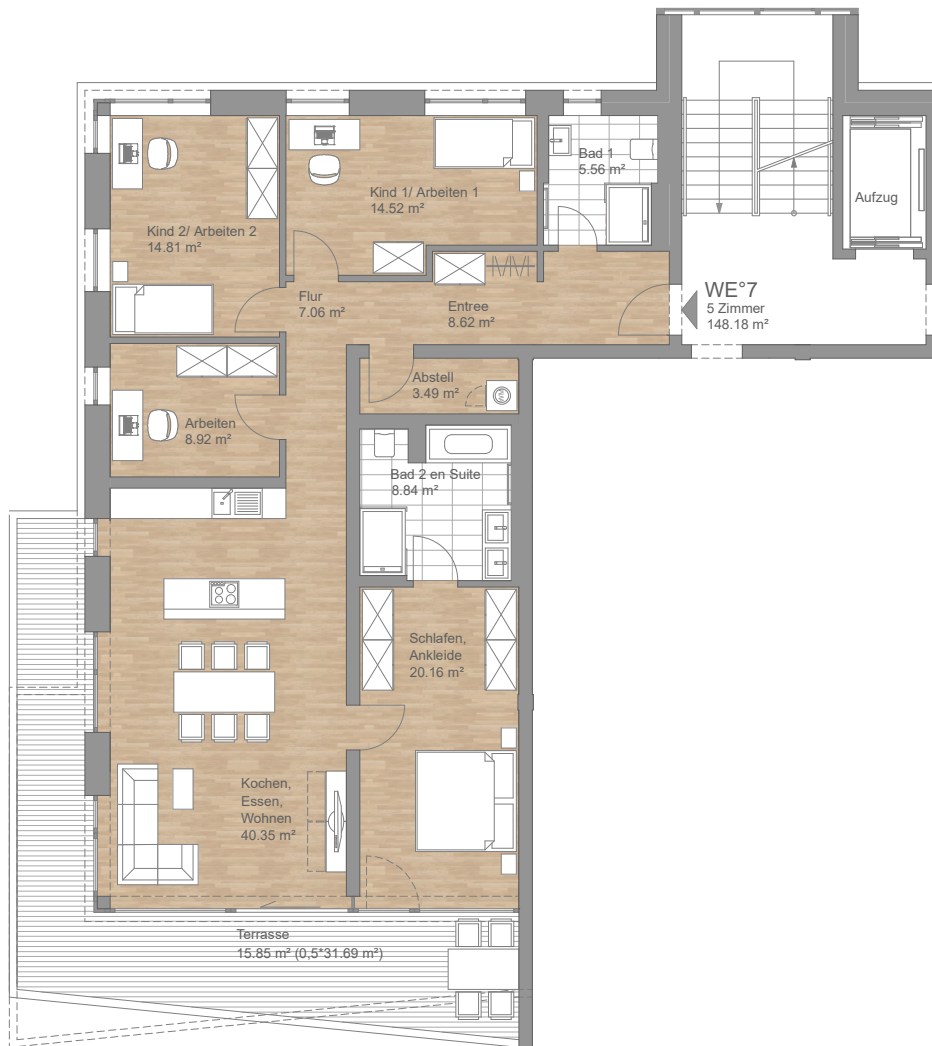 Bad 1
5.56 m²
Kind 1/ Arbeiten 1
14.52 m²
Aufzug
Kind 2/ Arbeiten 2
14.81 m²
WE°7
5 Zimmer
148.18 m²
Flur
7.06 m²
Entree
8.62 m²
Abstell
3.49 m²
Arbeiten
8.92 m²
Bad 2 en Suite
8.84 m²
Schlafen,
Ankleide
20.16 m²
Kochen,
Essen,
Wohnen
40.35 m²
Terrasse
15.85 m² (0,5*31.69 m²)